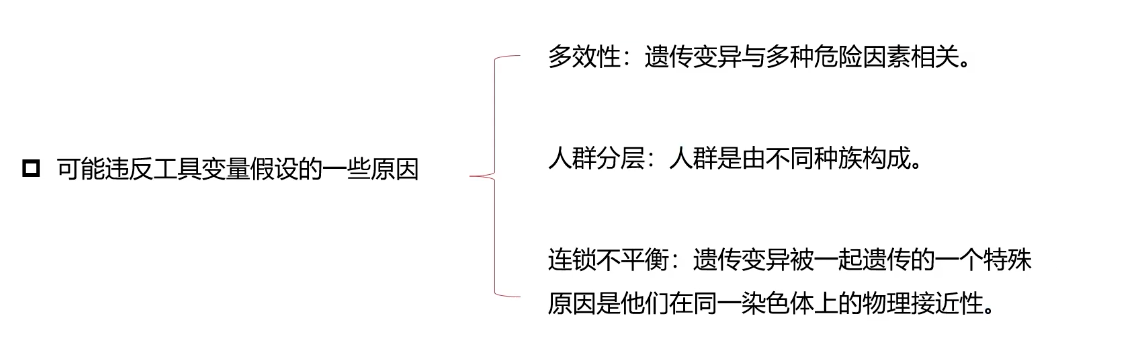 可能违反工具变量假设的一些原因
多效性：遗传变异与多种危险因素相关。
人群分层：人群是由不同种族构成。
连锁不平衡：遗传变异被一起遗传的一个特殊
原因是他们在同一染色体上的物理接近性。